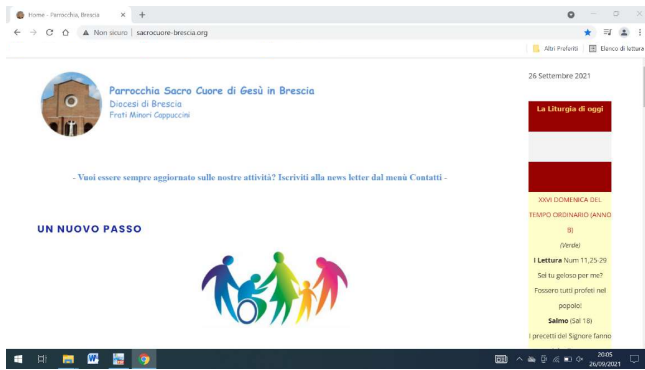 Home - Parrocchia, Brescia
Non sicuro | sacrocuore-brescia.org
Altri Preferiti
Elenco di lettura
26 Settembre 2021
Parrocchia Sacro Cuore di Gesù in Brescia
Diocesi di Brescia
Frati Minori Cappuccini
La Liturgia di oggi
- Vuoi essere sempre aggiornato sulle nostre attività? Iscriviti alla news letter dal menù Contatti -
XXVI DOMENICA DEL
TEMPO ORDINARIO (ANNO
B)
(Verde)
I Lettura Num 11,25-29
Sei tu geloso per me?
Fossero tutti profeti nel
popolo!
Salmo (Sal 18)
I precetti del Signore fanno
UN NUOVO PASSO
20:05
26/09/2021